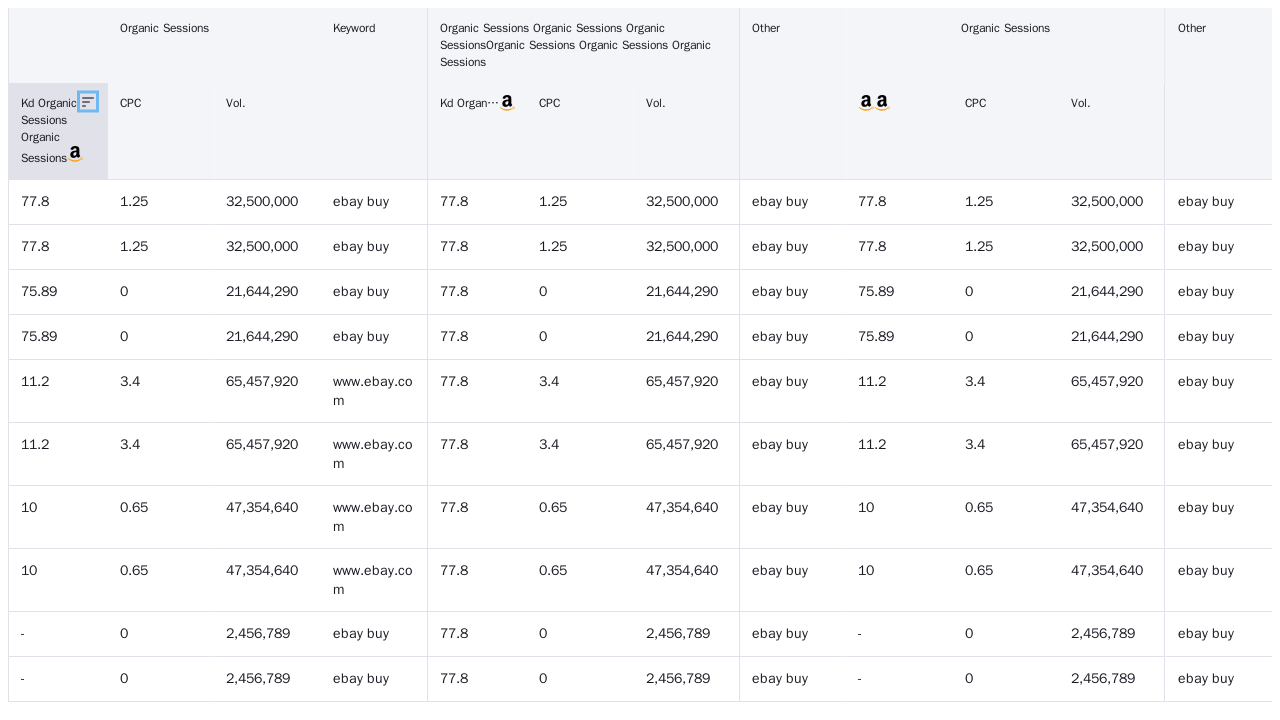 Organic Sessions Keyword Organic Sessions Organic Sessions Organic Other Organic Sessions Other
SessionsOrganic Sessions Organic Sessions Organic
Sessions
Kd Organic CPC Vol. Kd Organ··· a CPC Vol. a a CPC Vol.
Sessions
Organic
Sessions a
77.8 1.25 32,500,000 ebay buy 77.8 1.25 32,500,000 ebay buy 77.8 1.25 32,500,000 ebay buy
77.8 1.25 32,500,000 ebay buy 77.8 1.25 32,500,000 ebay buy 77.8 1.25 32,500,000 ebay buy
75.89 0 21,644,290 ebay buy 77.8 0 21,644,290 ebay buy 75.89 0 21,644,290 ebay buy
75.89 0 21,644,290 ebay buy 77.8 0 21,644,290 ebay buy 75.89 0 21,644,290 ebay buy
11.2 3.4 65,457,920 www.ebay.co 77.8 3.4 65,457,920 ebay buy 11.2 3.4 65,457,920 ebay buy
m
11.2 3.4 65,457,920 www.ebay.co 77.8 3.4 65,457,920 ebay buy 11.2 3.4 65,457,920 ebay buy
m
10 0.65 47,354,640 www.ebay.co 77.8 0.65 47,354,640 ebay buy 10 0.65 47,354,640 ebay buy
m
10 0.65 47,354,640 www.ebay.co 77.8 0.65 47,354,640 ebay buy 10 0.65 47,354,640 ebay buy
m
- 0 2,456,789 ebay buy 77.8 0 2,456,789 ebay buy - 0 2,456,789 ebay buy
- 0 2,456,789 ebay buy 77.8 0 2,456,789 ebay buy - 0 2,456,789 ebay buy